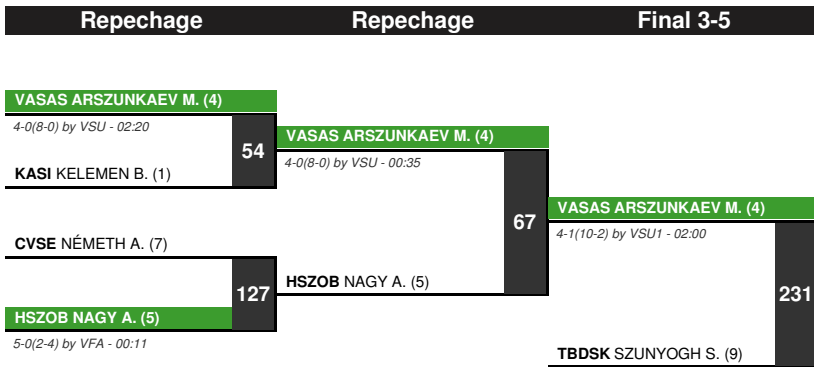 Repechage Repechage Final 3-5
VASAS ARSZUNKAEV M. (4)
4-0(8-0) by VSU - 02:20
54
KASI KELEMEN B. (1)
VASAS ARSZUNKAEV M. (4)
4-0(8-0) by VSU - 00:35
67
CVSE NÉMETH A. (7)
127
HSZOB NAGY A. (5)
HSZOB NAGY A. (5)
5-0(2-4) by VFA - 00:11
VASAS ARSZUNKAEV M. (4)
4-1(10-2) by VSU1 - 02:00
231
TBDSK SZUNYOGH S. (9)